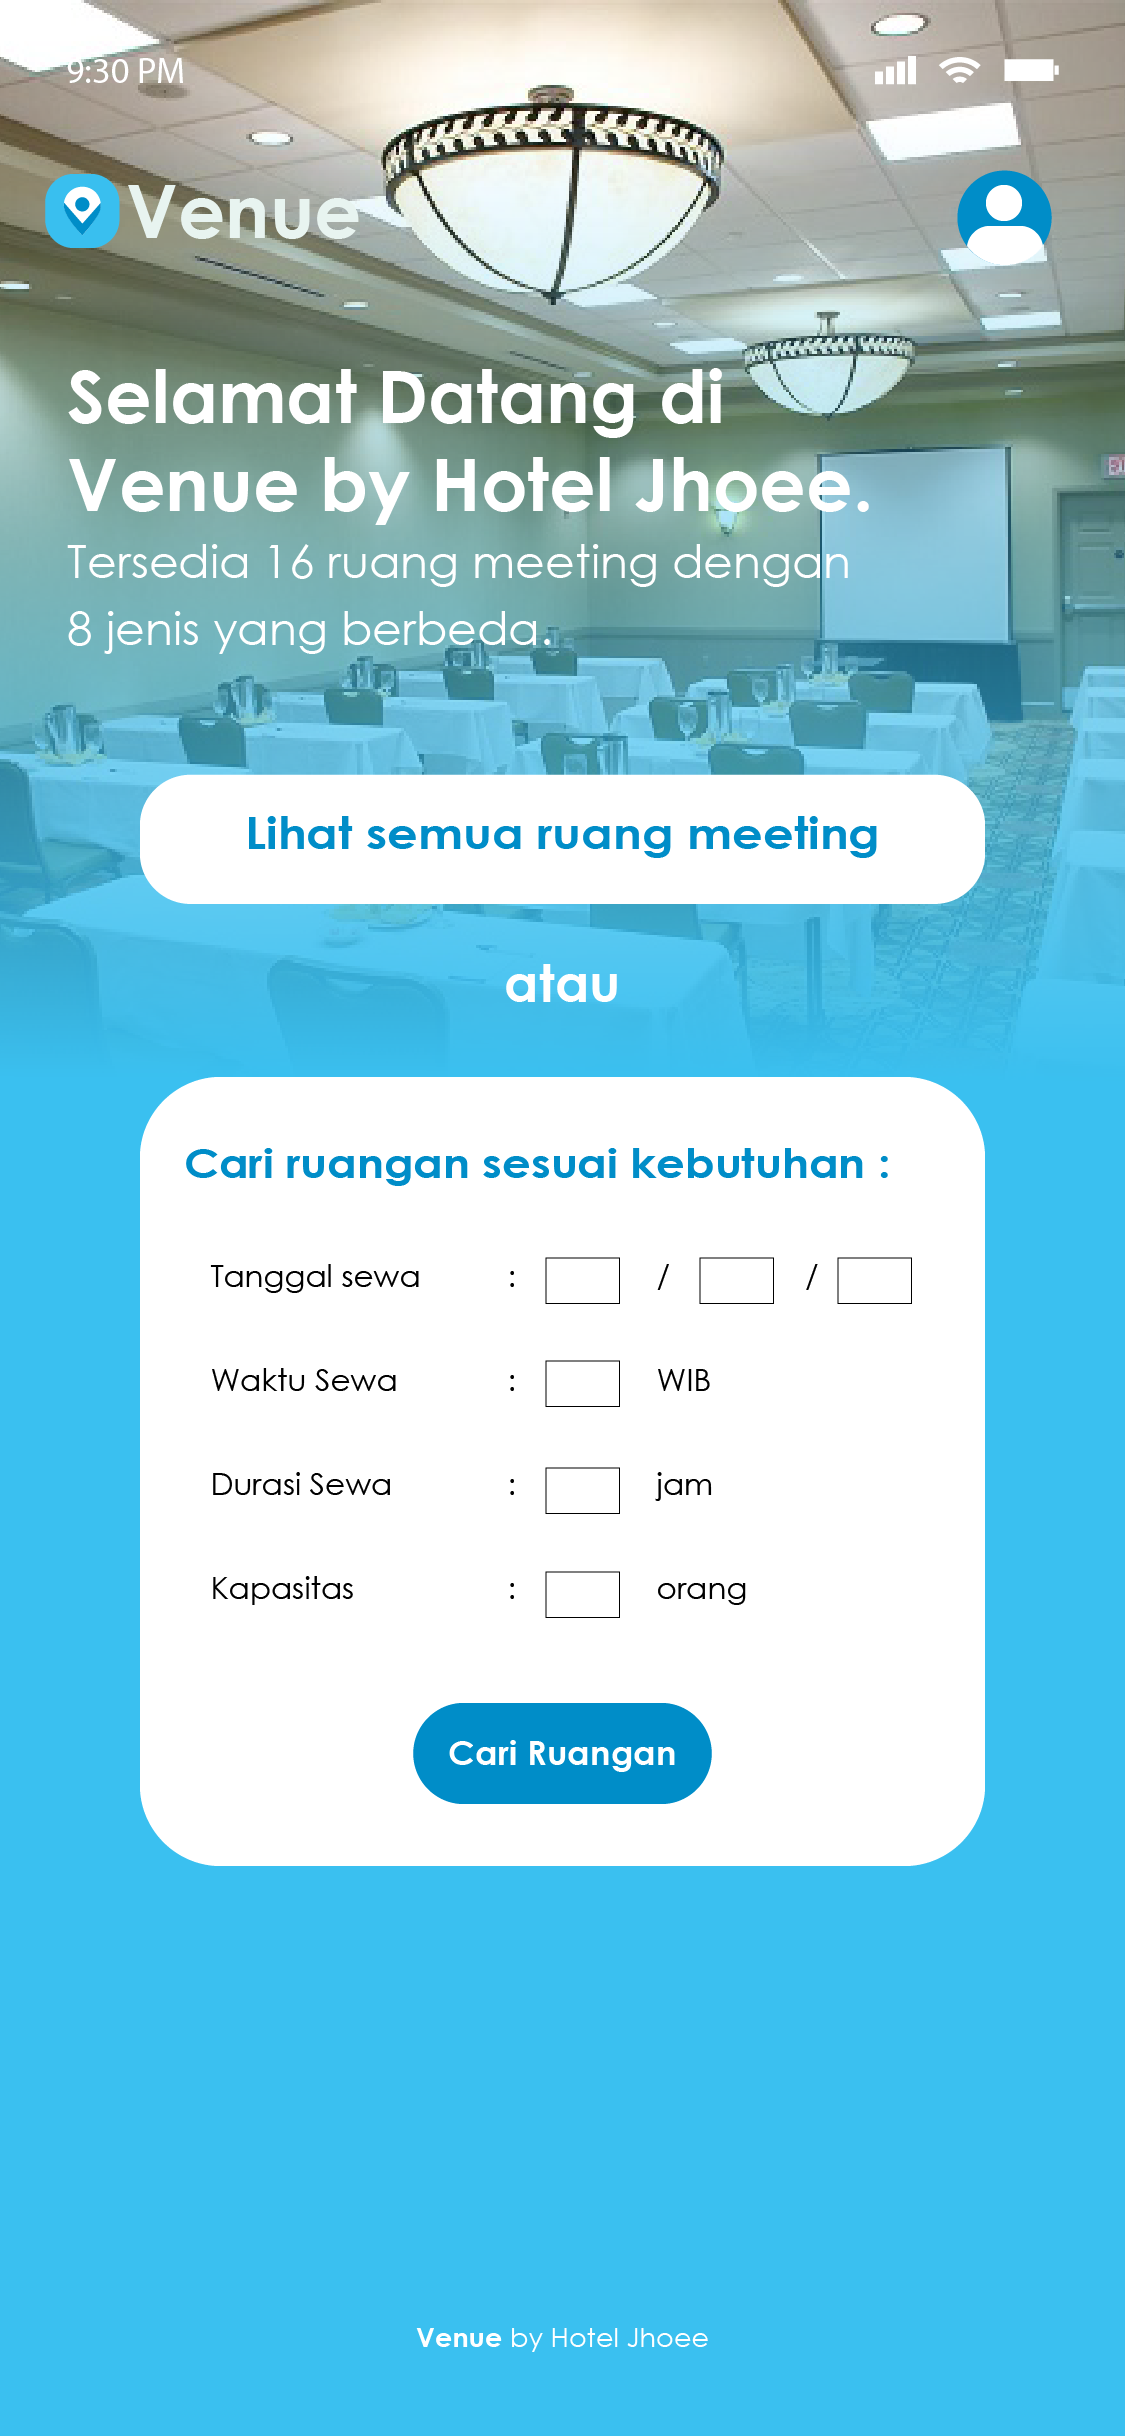 9:30 PM
Venue
Selamat Datang di
Venue by Hotel Jhoee.
Tersedia 16 ruang meeting dengan
8 jenis yang berbeda.
Lihat semua ruang meeting
atau
Cari ruangan sesuai kebutuhan :
Tanggal sewa : / /
Waktu Sewa : WIB
Durasi Sewa : jam
Kapasitas : orang
Cari Ruangan
Venue by Hotel Jhoee